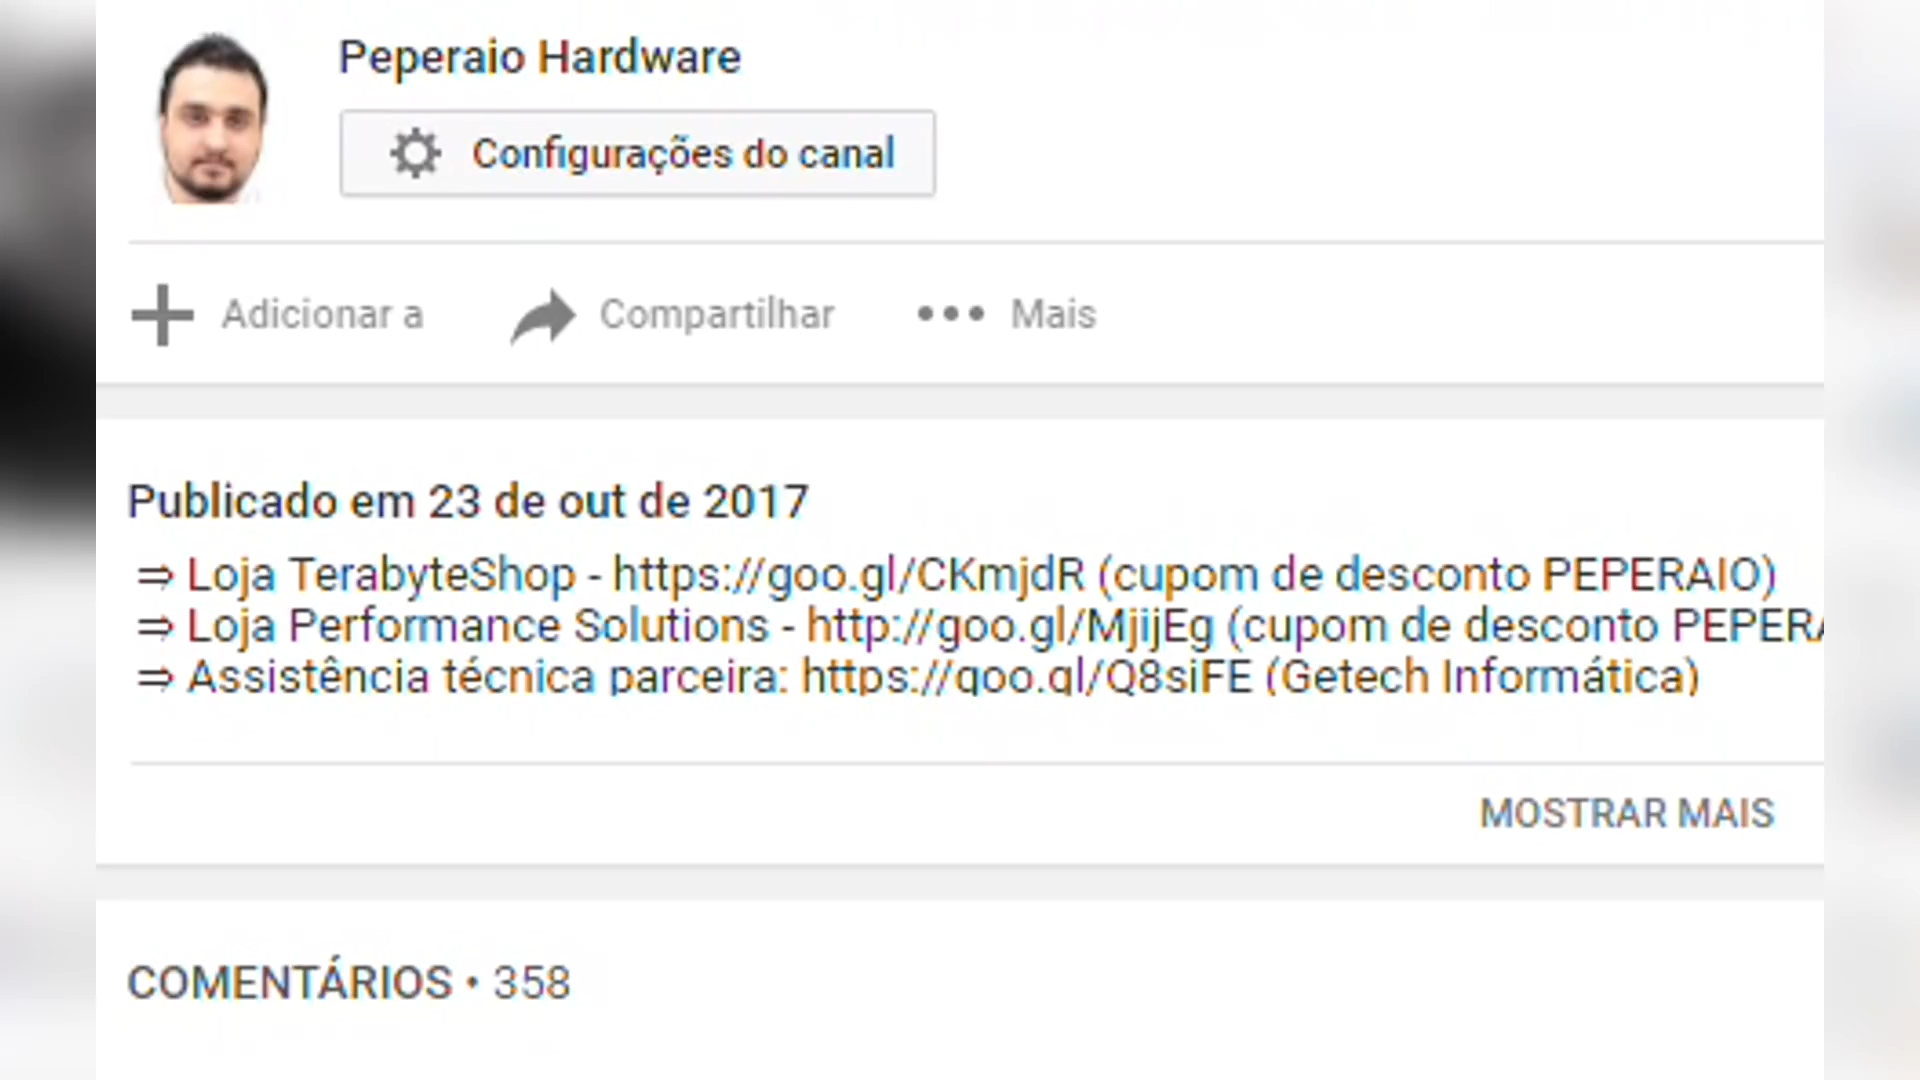 Peperaio Hardware
Configurações do canal
Adicionar a
Compartilhar
Mais
Publicado em 23 de out de 2017
⇒ Loja TerabyteShop - https://goo.gl/CKmjdR (cupom de desconto PEPERAIO)
⇒ Loja Performance Solutions - http://goo.gl/MjijEg (cupom de desconto PEPERA
⇒ Assistência técnica parceira: https://goo.gl/Q8siFE (Getech Informática)
MOSTRAR MAIS
COMENTÁRIOS • 358